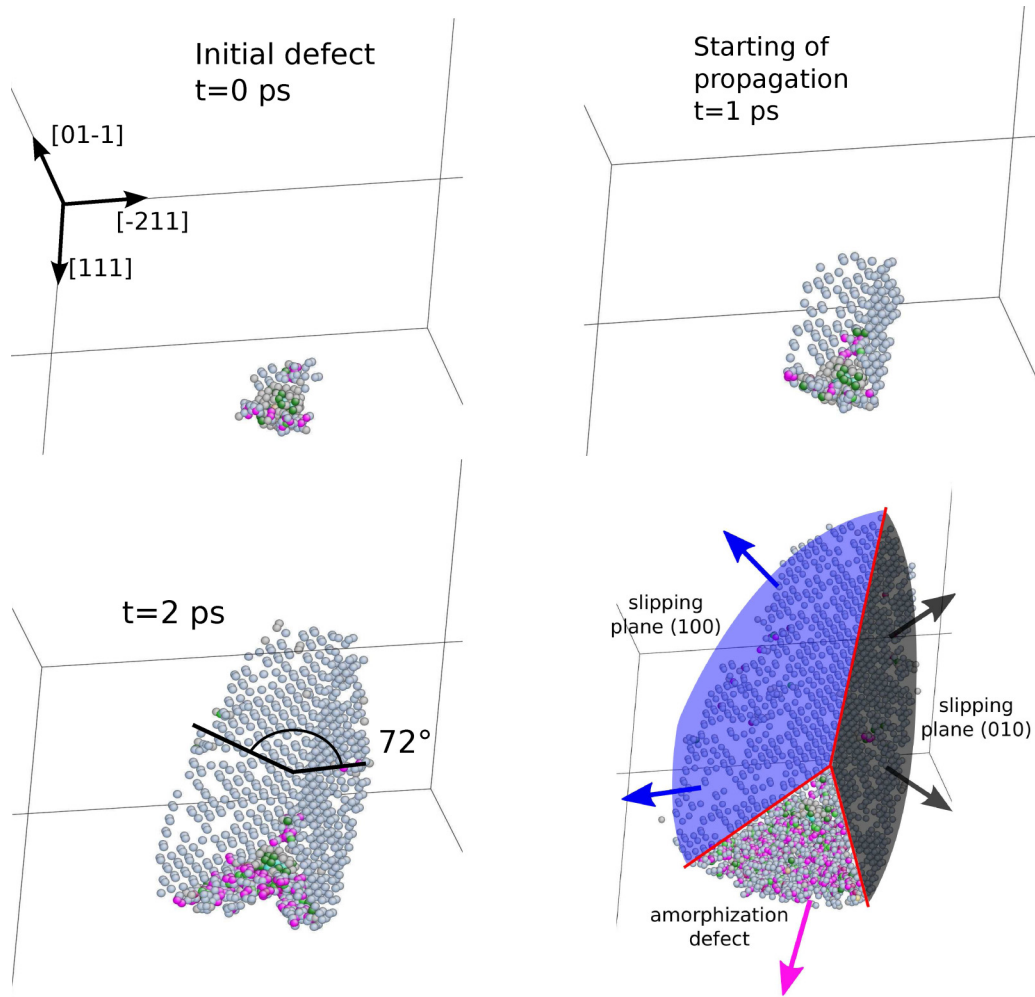 Initial defect
t=0 ps
[01-1]
[-211]
[111]
Starting of
propagation
t=1 ps
t=2 ps
72°
slipping
plane (100)
slipping
plane (010)
amorphization
defect